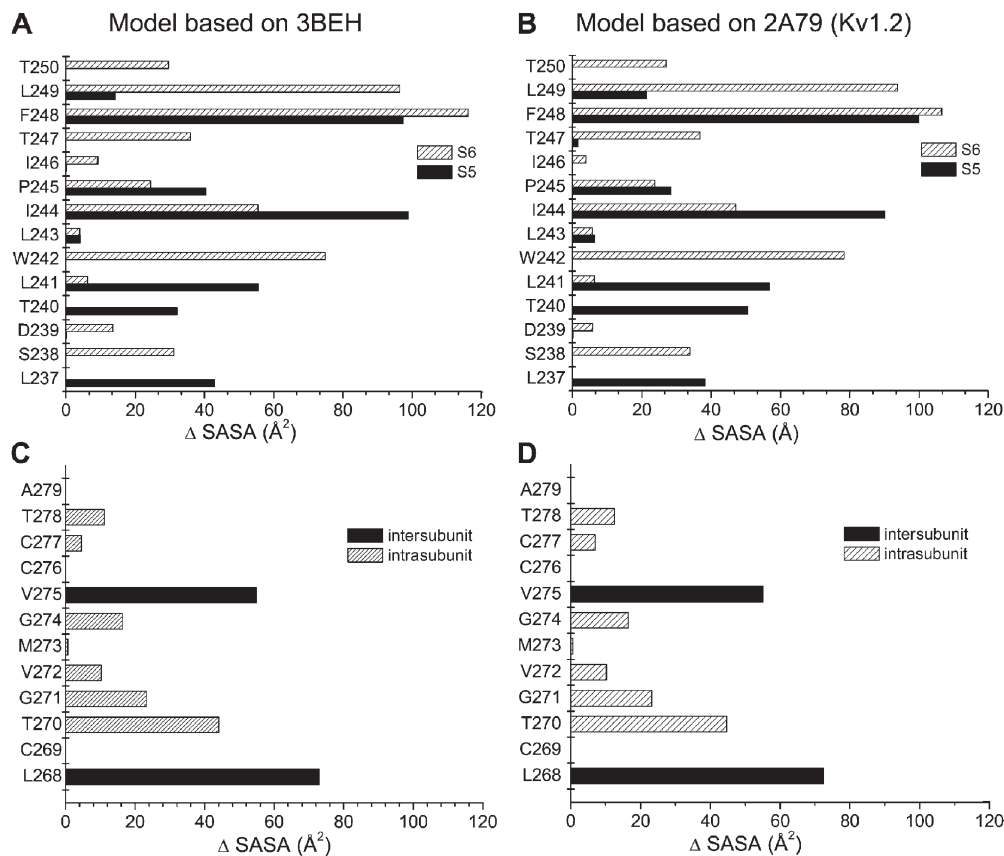 A Model based on 3BEH
T250
L249
F248
T247
I246
P245
I244
L243
W242
L241
T240
D239
S238
L237
S6
S5
0 20 40 60 80 100 120
Δ SASA (Å²)
B Model based on 2A79 (Kv1.2)
T250
L249
F248
T247
I246
P245
I244
L243
W242
L241
T240
D239
S238
L237
S6
S5
0 20 40 60 80 100 120
Δ SASA (Å)
C
A279
T278
C277
C276
V275
G274
M273
V272
G271
T270
C269
L268
intersubunit
intrasubunit
0 20 40 60 80 100 120
Δ SASA (Å²)
D
A279
T278
C277
C276
V275
G274
M273
V272
G271
T270
C269
L268
intersubunit
intrasubunit
0 20 40 60 80 100 120
Δ SASA (Å²)